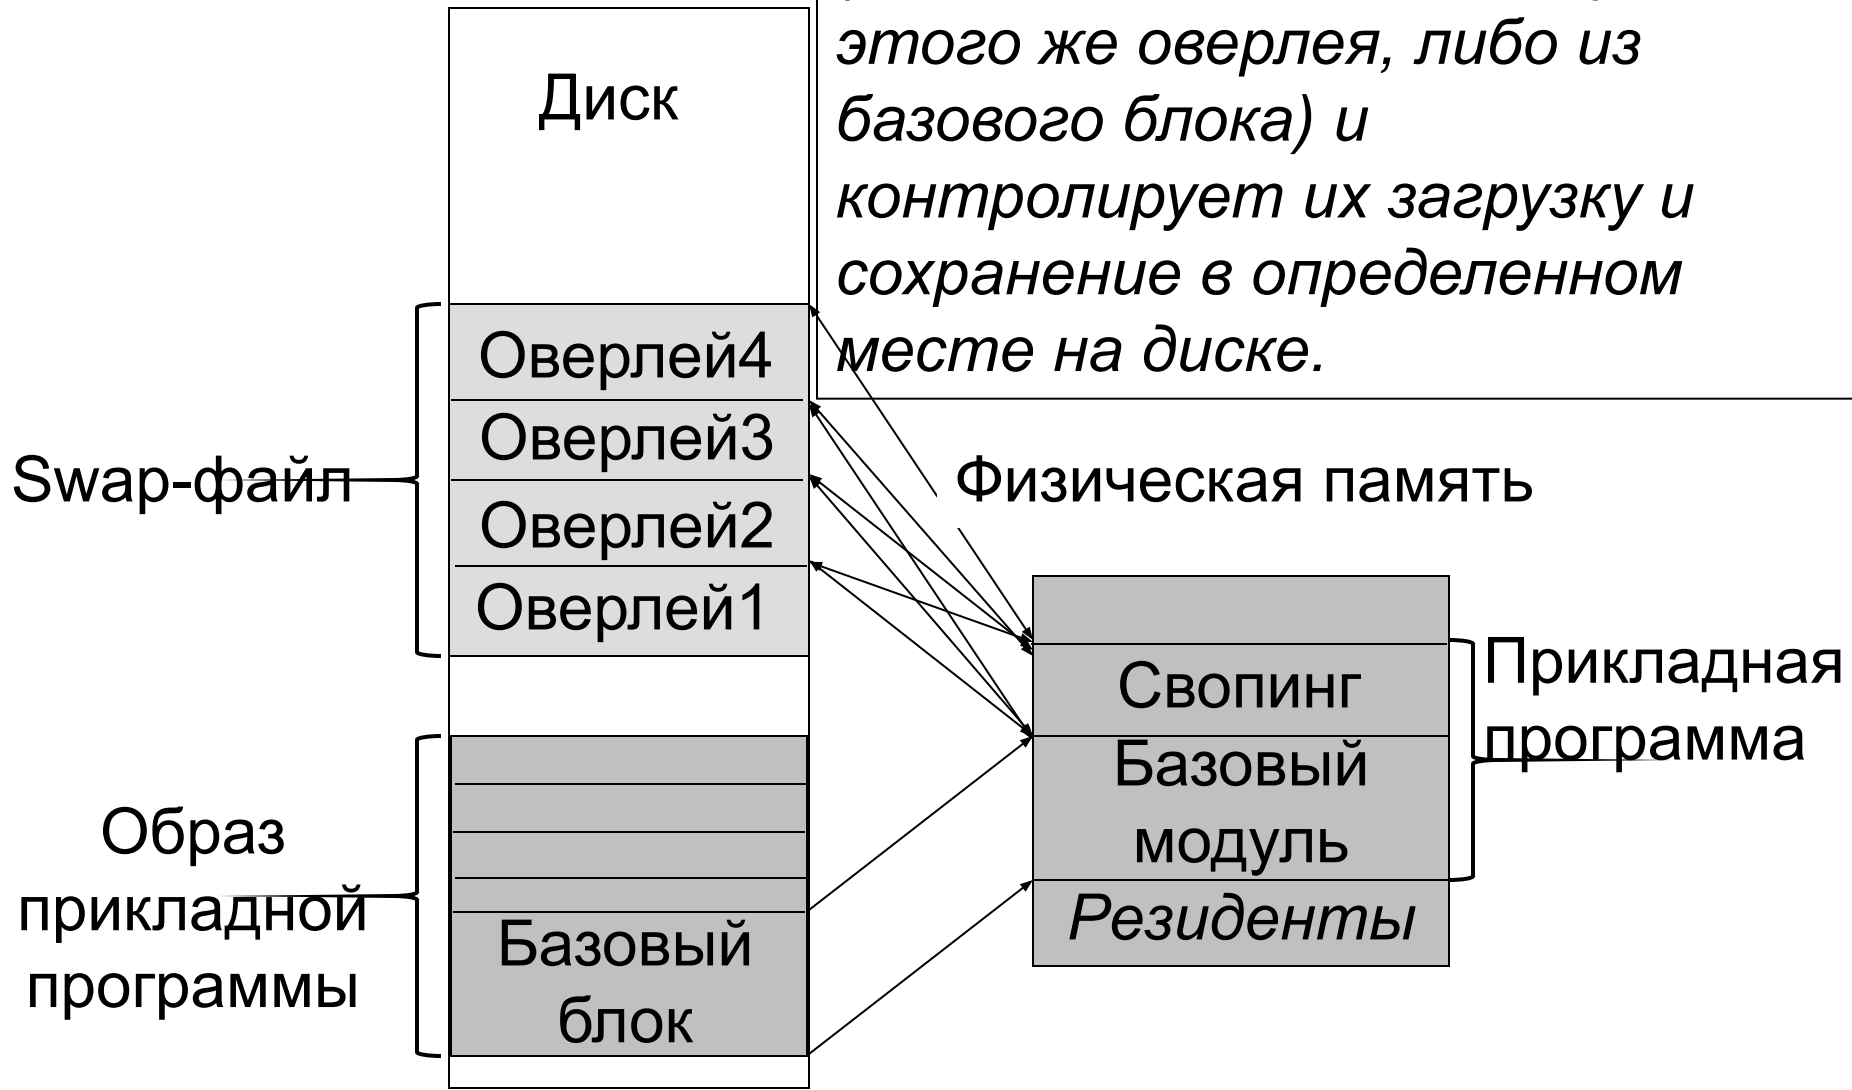 этого же оверлея, либо из
базового блока) и
контролирует их загрузку и
сохранение в определенном
месте на диске.
Диск
Оверлей4
Оверлей3
Оверлей2
Оверлей1
Swap-файл
Физическая память
Свопинг
Базовый
модуль
Резиденты
Прикладная
программа
Образ
прикладной
программы
Базовый
блок